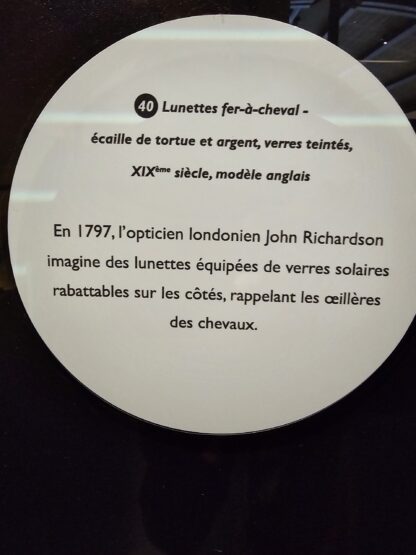 40 Lunettes fer-à-cheval -
écaille de tortue et argent, verres teintés,
XIXème siècle, modèle anglais
En 1797, l'opticien londonien John Richardson
imagine des lunettes équipées de verres solaires
rabattables sur les côtés, rappelant les œillères
des chevaux.